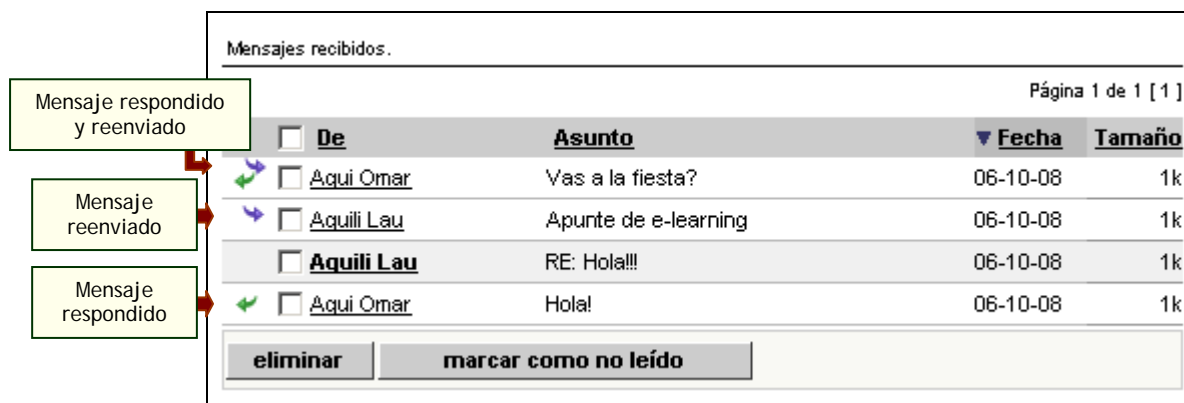 Mensajes recibidos.
Página 1 de 1 [ 1 ]
Mensaje respondido
y reenviado
De Asunto Fecha Tamaño
Aqui Omar Vas a la fiesta? 06-10-08 1k
Mensaje
reenviado
Aquili Lau Apunte de e-learning 06-10-08 1k
Aquili Lau RE: Hola!!! 06-10-08 1k
Mensaje
respondido
Aqui Omar Hola! 06-10-08 1k
eliminar marcar como no leído